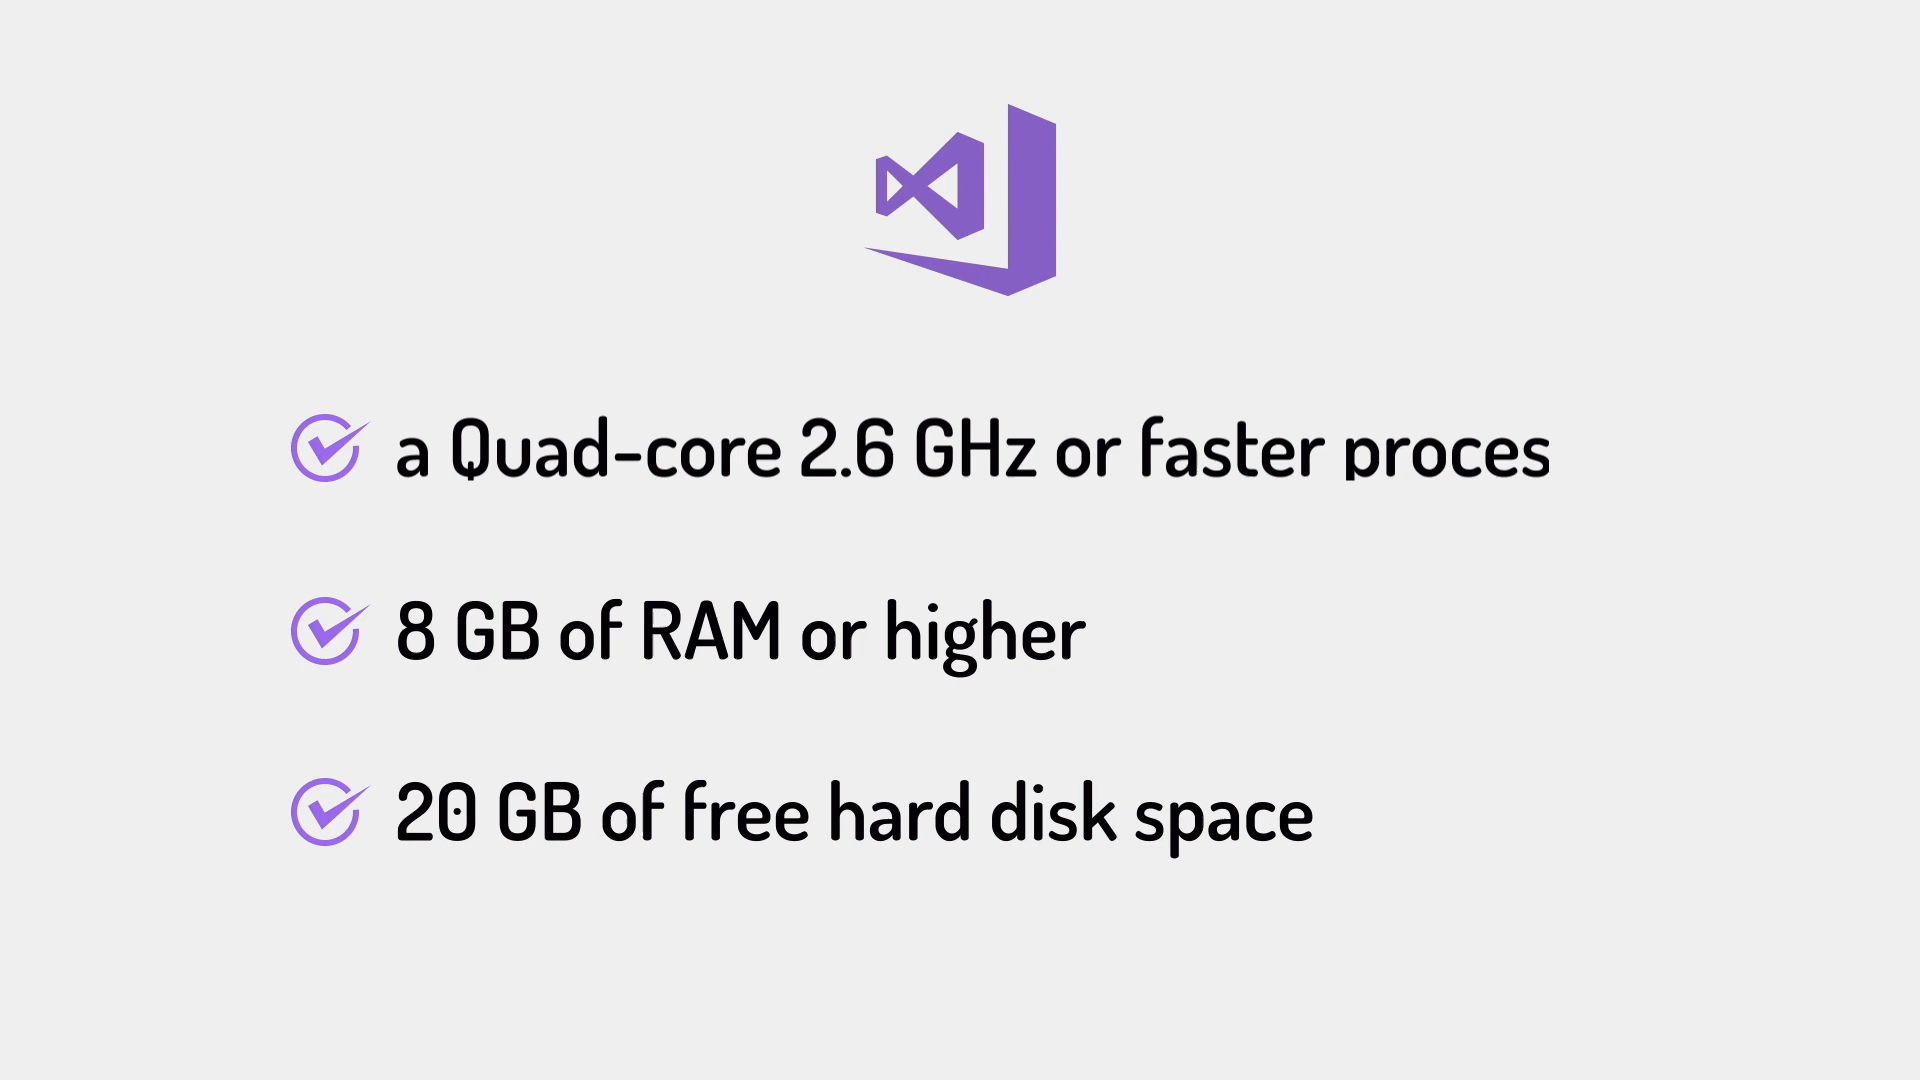 a Quad-core 2.6 GHz or faster proces
8 GB of RAM or higher
20 GB of free hard disk space